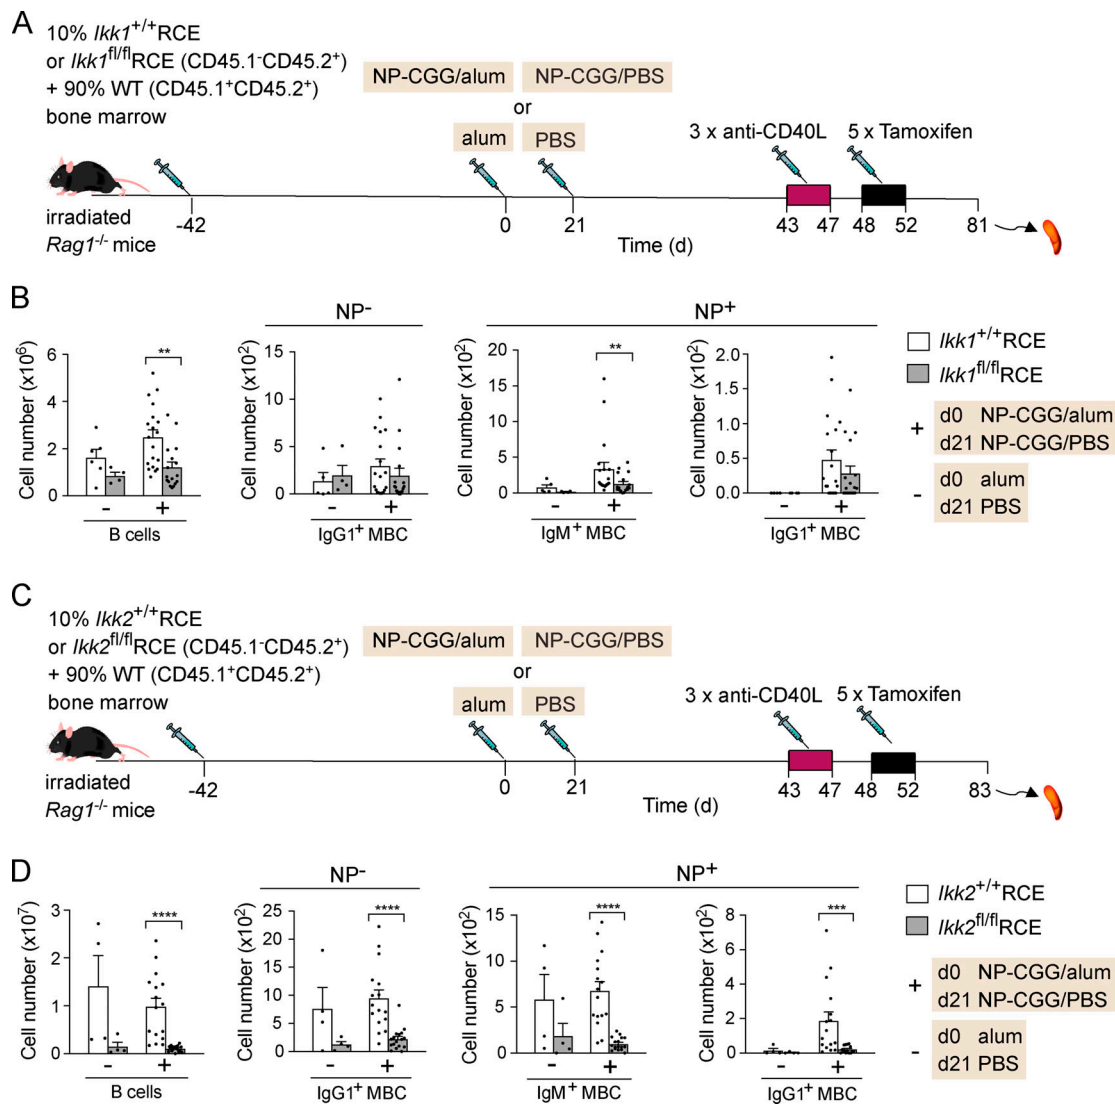 A
10% Ikk1+/+RCE
or Ikk1fl/flRCE (CD45.1-CD45.2+)
+ 90% WT (CD45.1+CD45.2+)
bone marrow
NP-CGG/alum NP-CGG/PBS
or
alum PBS
3 x anti-CD40L 5 x Tamoxifen
irradiated
Rag1-/- mice
-42 0 21 43 47 48 52 81
Time (d)
B
NP- NP+
Cell number (x10^6)
6
4
2
0
- +
B cells
Cell number (x10^2)
15
10
5
0
- +
IgG1+ MBC
Cell number (x10^2)
20
15
10
5
0
- +
IgM+ MBC
Cell number (x10^2)
2.0
1.5
1.0
0.5
0.0
- +
IgG1+ MBC
**
**
Ikk1+/+RCE
Ikk1fl/flRCE
+ d0 NP-CGG/alum
d21 NP-CGG/PBS
- d0 alum
d21 PBS
C
10% Ikk2+/+RCE
or Ikk2fl/flRCE (CD45.1-CD45.2+)
+ 90% WT (CD45.1+CD45.2+)
bone marrow
NP-CGG/alum NP-CGG/PBS
or
alum PBS
3 x anti-CD40L 5 x Tamoxifen
irradiated
Rag1-/- mice
-42 0 21 43 47 48 52 83
Time (d)
D
NP- NP+
Cell number (x10^7)
3
2
1
0
- +
B cells
Cell number (x10^2)
25
20
15
10
5
0
- +
IgG1+ MBC
Cell number (x10^2)
15
10
5
0
- +
IgM+ MBC
Cell number (x10^2)
8
6
4
2
0
- +
IgG1+ MBC
****
****
****
***
Ikk2+/+RCE
Ikk2fl/flRCE
+ d0 NP-CGG/alum
d21 NP-CGG/PBS
- d0 alum
d21 PBS